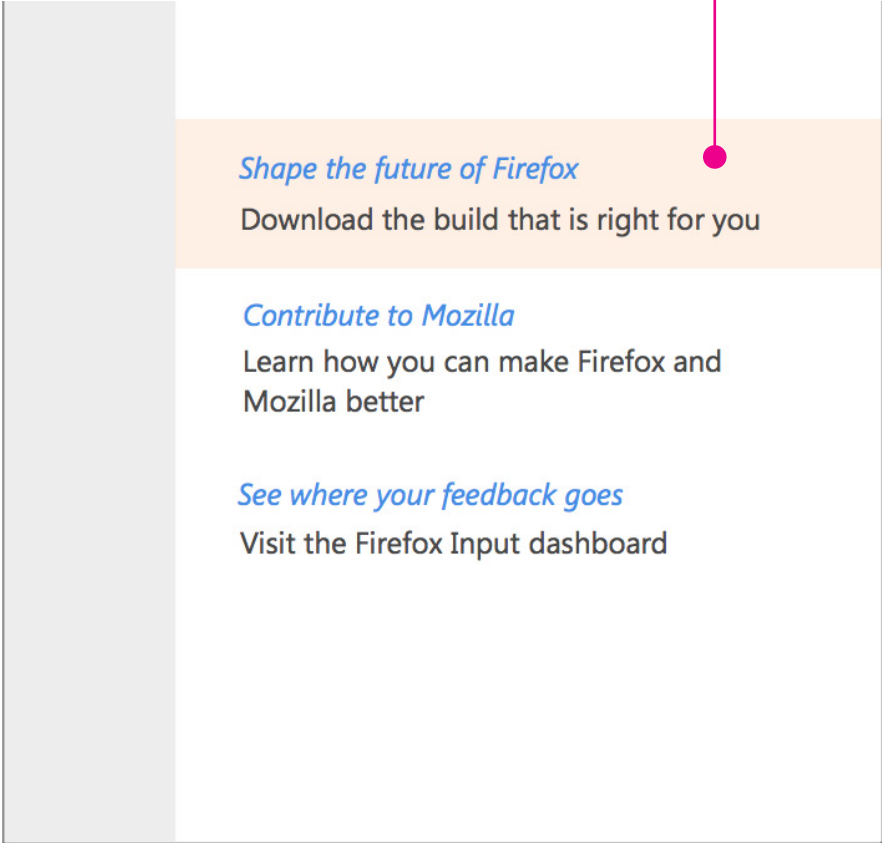 Shape the future of Firefox
Download the build that is right for you
Contribute to Mozilla
Learn how you can make Firefox and
Mozilla better
See where your feedback goes
Visit the Firefox Input dashboard